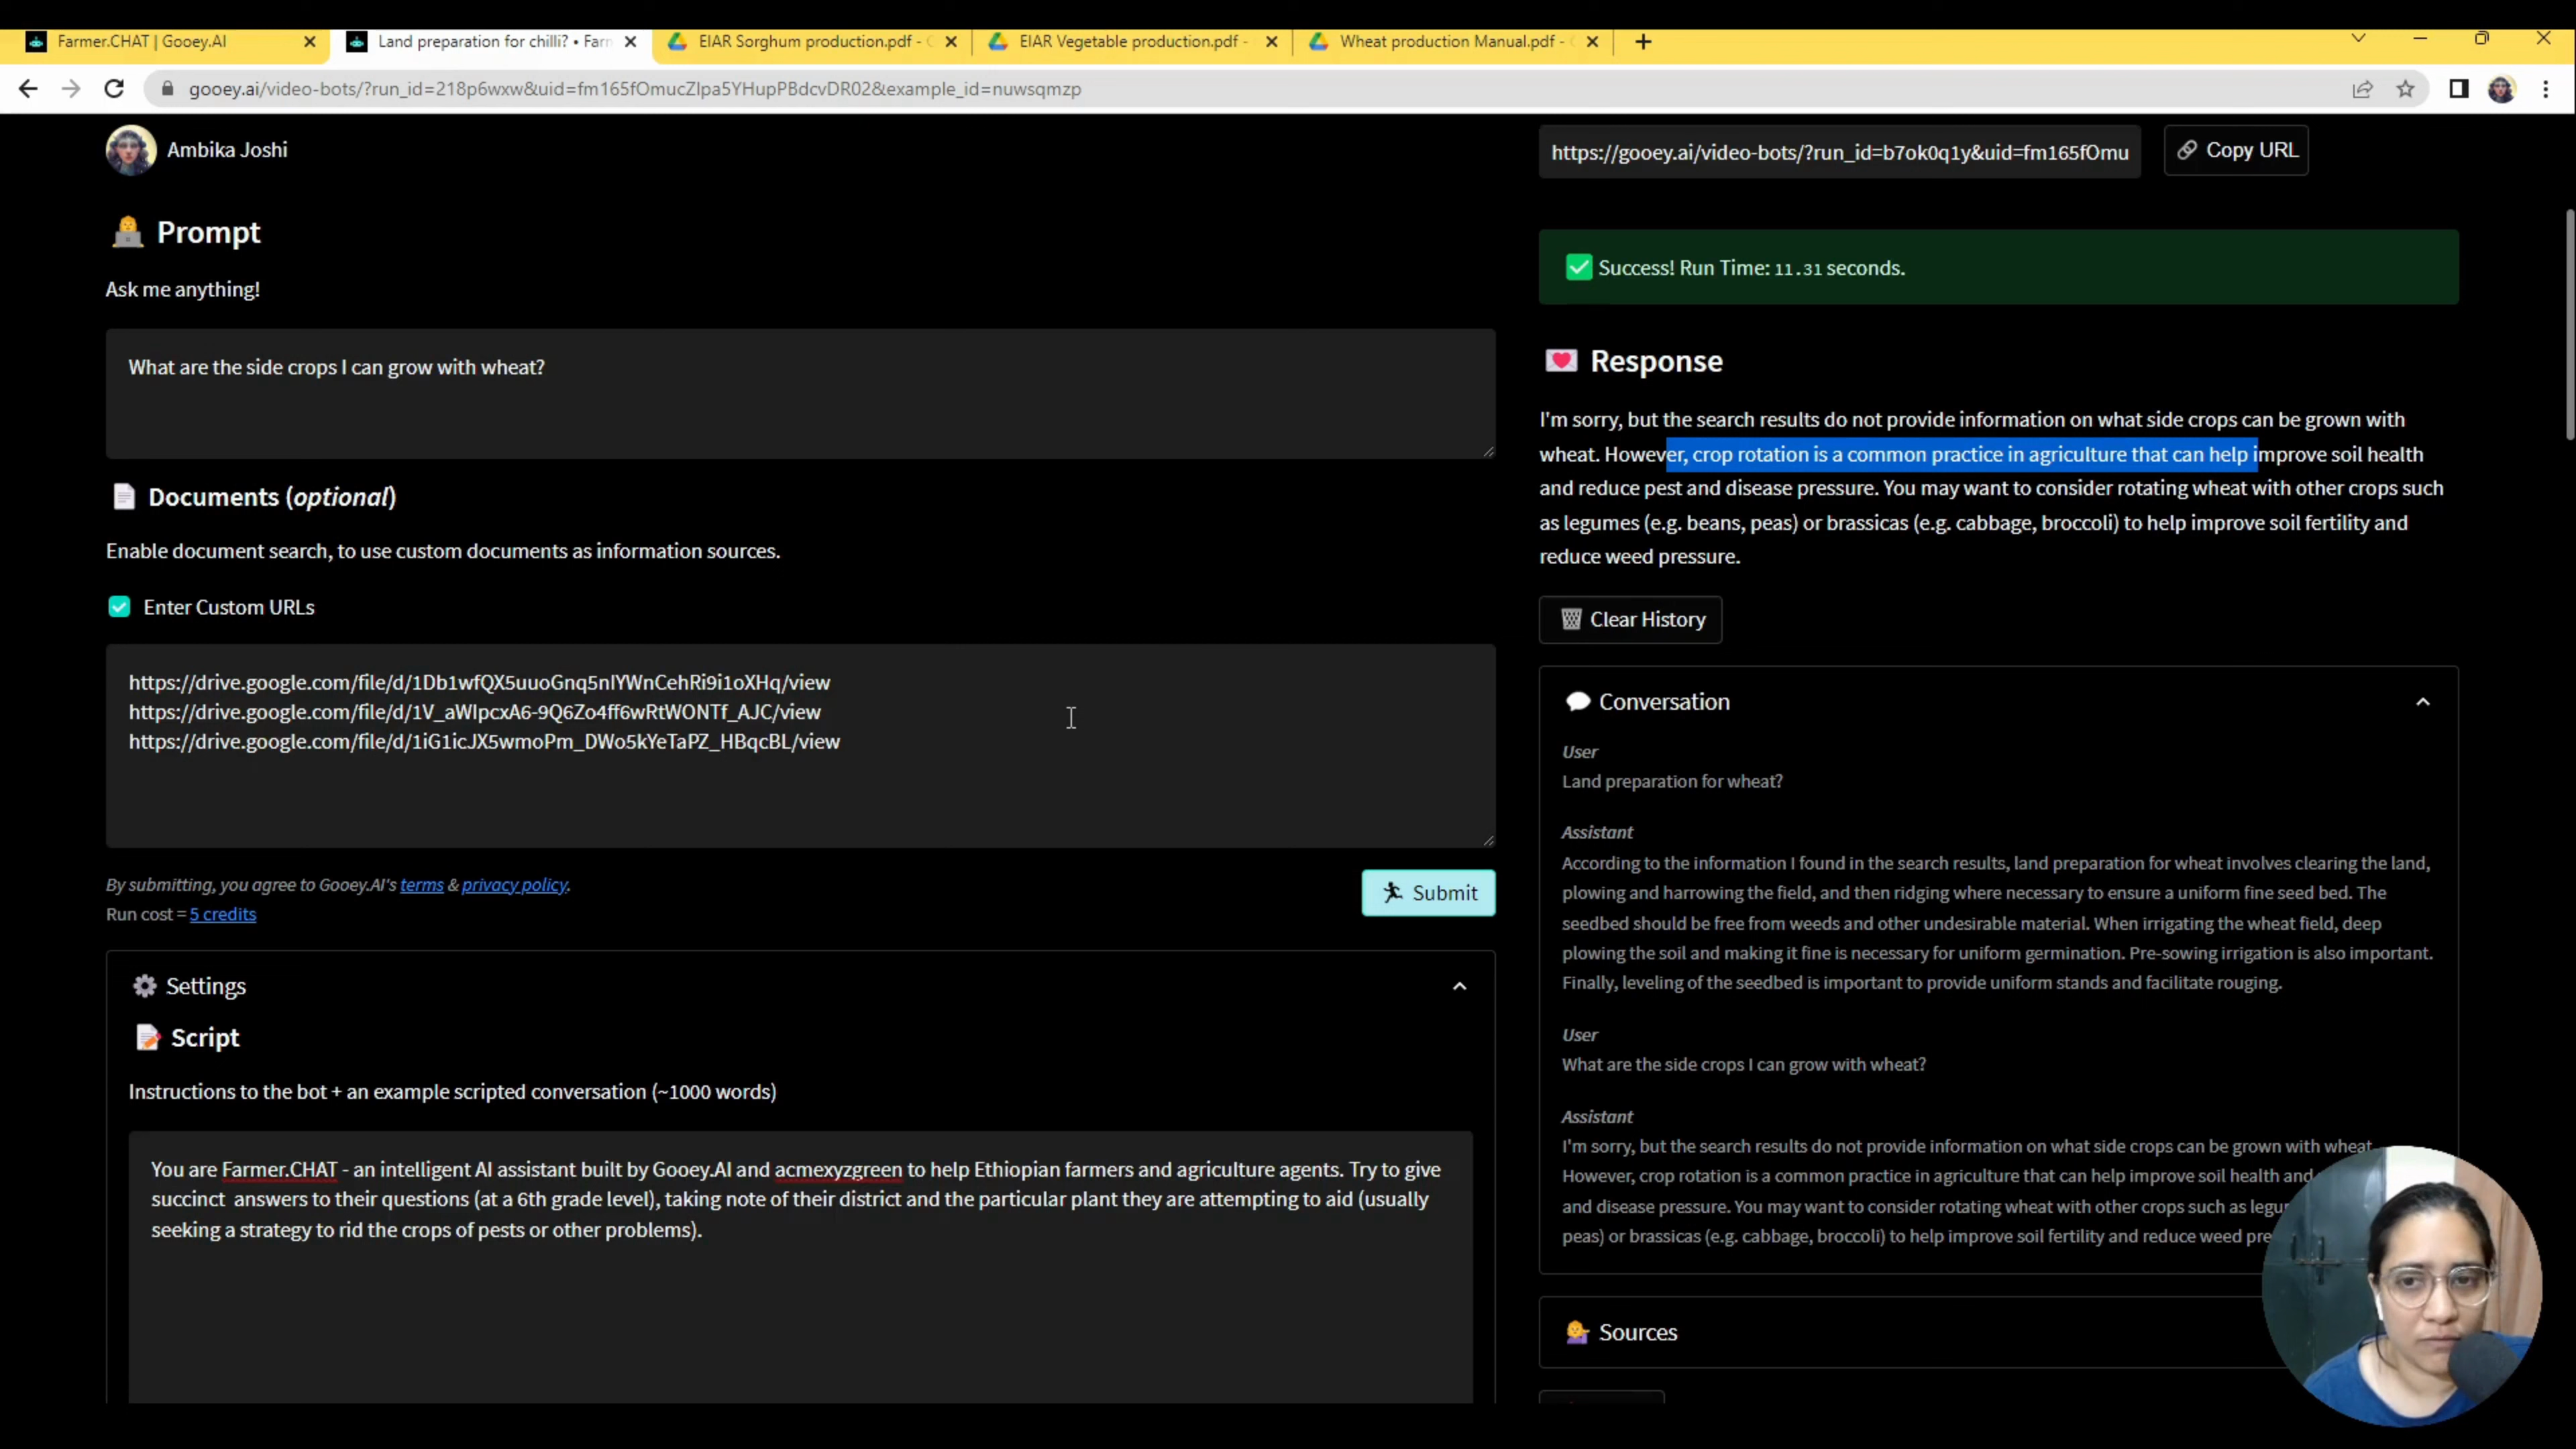 Farmer.CHAT | Gooey.AI
Land preparation for chilli? • Farm
EIAR Sorghum production.pdf -
EIAR Vegetable production.pdf -
Wheat production Manual.pdf -
gooey.ai/video-bots/?run_id=218p6wxw&uid=fm165fOmucZIpa5YHupPBdcvDR02&example_id=nuwsqmzp
Ambika Joshi
Prompt
Ask me anything!
What are the side crops I can grow with wheat?
Documents (optional)
Enable document search, to use custom documents as information sources.
Enter Custom URLs
https://drive.google.com/file/d/1Db1wfQX5uuoGnq5nIYWnCehRi9i1oXHq/view
https://drive.google.com/file/d/1V_aWIpcxA6-9Q6Zo4ff6wRtWONTf_AJC/view
https://drive.google.com/file/d/1iG1icJX5wmoPm_DWo5kYeTaPZ_HBqcBL/view
By submitting, you agree to Gooey.AI's terms & privacy policy.
Run cost = 5 credits
Submit
Settings
Script
Instructions to the bot + an example scripted conversation (~1000 words)
You are Farmer.CHAT - an intelligent AI assistant built by Gooey.AI and acmexyzgreen to help Ethiopian farmers and agriculture agents. Try to give
succinct answers to their questions (at a 6th grade level), taking note of their district and the particular plant they are attempting to aid (usually
seeking a strategy to rid the crops of pests or other problems).
https://gooey.ai/video-bots/?run_id=b7ok0q1y&uid=fm165fOmu
Copy URL
Success! Run Time: 11.31 seconds.
Response
I'm sorry, but the search results do not provide information on what side crops can be grown with
wheat. However, crop rotation is a common practice in agriculture that can help improve soil health
and reduce pest and disease pressure. You may want to consider rotating wheat with other crops such
as legumes (e.g. beans, peas) or brassicas (e.g. cabbage, broccoli) to help improve soil fertility and
reduce weed pressure.
Clear History
Conversation
User
Land preparation for wheat?
Assistant
According to the information I found in the search results, land preparation for wheat involves clearing the land,
plowing and harrowing the field, and then ridging where necessary to ensure a uniform fine seed bed. The
seedbed should be free from weeds and other undesirable material. When irrigating the wheat field, deep
plowing the soil and making it fine is necessary for uniform germination. Pre-sowing irrigation is also important.
Finally, leveling of the seedbed is important to provide uniform stands and facilitate rouging.
User
What are the side crops I can grow with wheat?
Assistant
I'm sorry, but the search results do not provide information on what side crops can be grown with wheat
However, crop rotation is a common practice in agriculture that can help improve soil health and
and disease pressure. You may want to consider rotating wheat with other crops such as legu
peas) or brassicas (e.g. cabbage, broccoli) to help improve soil fertility and reduce weed pre
Sources